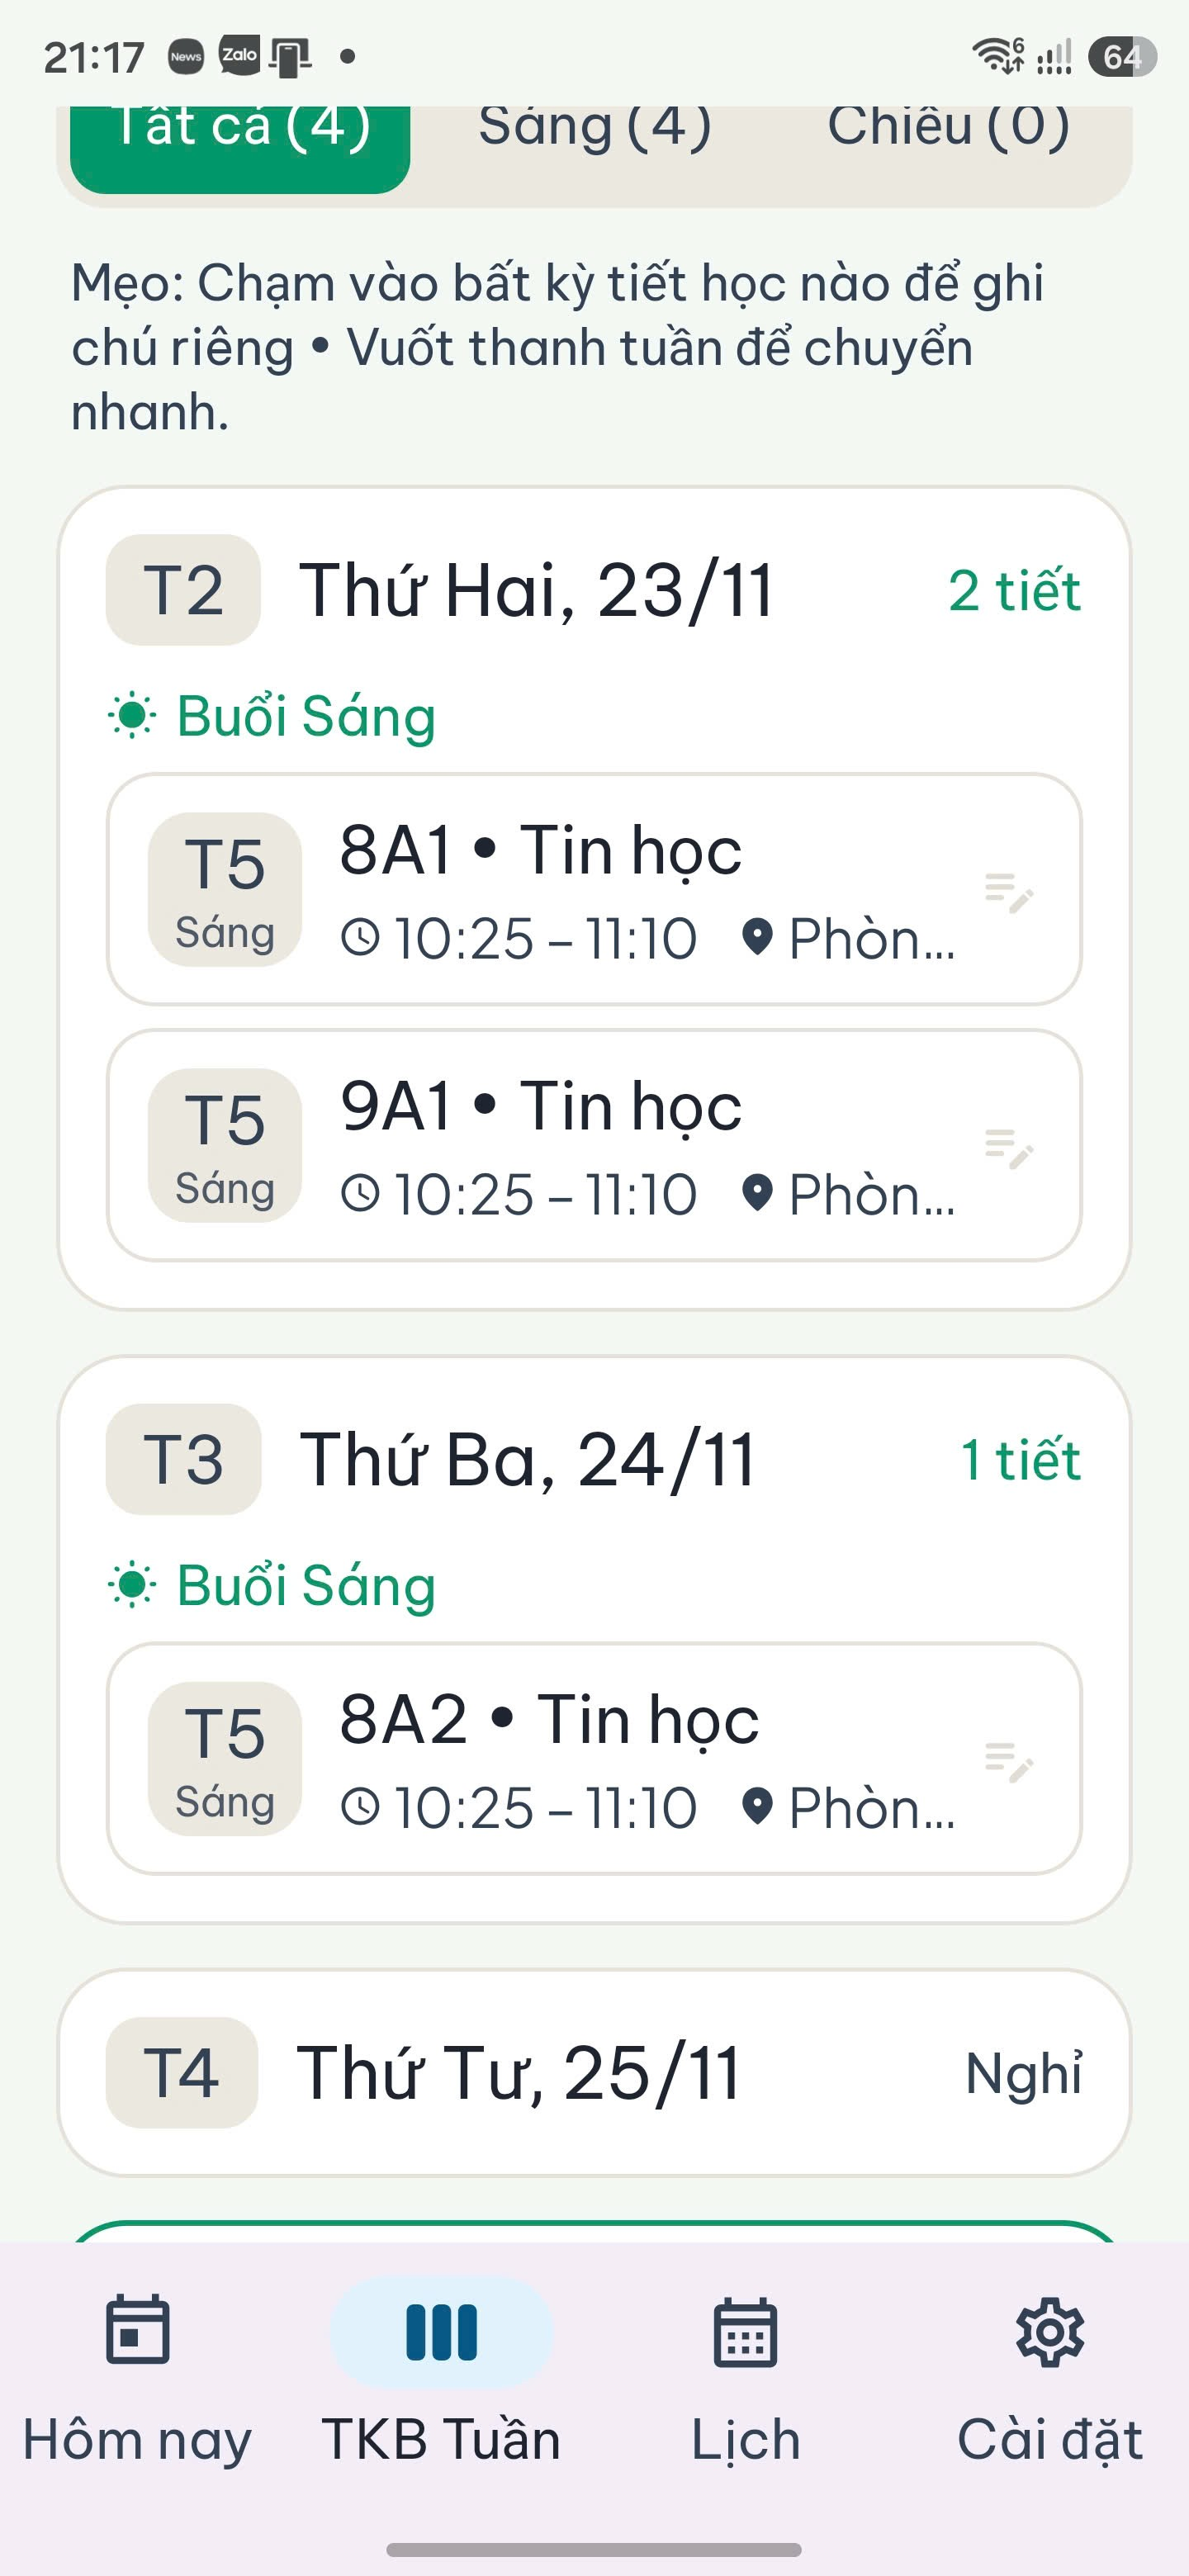 21:17 News Zalo 6 64
Tất cả (4) Sáng (4) Chiều (0)
Mẹo: Chạm vào bất kỳ tiết học nào để ghi
chú riêng • Vuốt thanh tuần để chuyển
nhanh.
T2 Thứ Hai, 23/11 2 tiết
Buổi Sáng
T5 8A1 • Tin học
Sáng 10:25 – 11:10 Phòn...
T5 9A1 • Tin học
Sáng 10:25 – 11:10 Phòn...
T3 Thứ Ba, 24/11 1 tiết
Buổi Sáng
T5 8A2 • Tin học
Sáng 10:25 – 11:10 Phòn...
T4 Thứ Tư, 25/11 Nghỉ
Hôm nay TKB Tuần Lịch Cài đặt